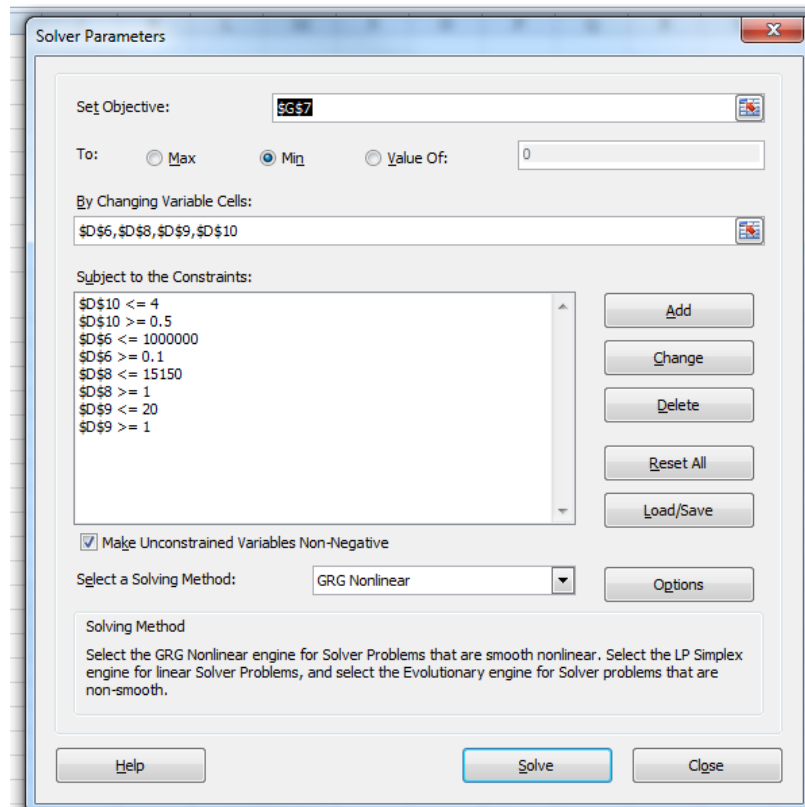 Solver Parameters
Set Objective:
$G$7
To:
Max
Min
Value Of:
0
By Changing Variable Cells:
$D$6,$D$8,$D$9,$D$10
Subject to the Constraints:
$D$10 <= 4
$D$10 >= 0.5
$D$6 <= 1000000
$D$6 >= 0.1
$D$8 <= 15150
$D$8 >= 1
$D$9 <= 20
$D$9 >= 1
Add
Change
Delete
Reset All
Load/Save
Make Unconstrained Variables Non-Negative
Select a Solving Method:
GRG Nonlinear
Options
Solving Method
Select the GRG Nonlinear engine for Solver Problems that are smooth nonlinear. Select the LP Simplex
engine for linear Solver Problems, and select the Evolutionary engine for Solver problems that are
non-smooth.
Help
Solve
Close